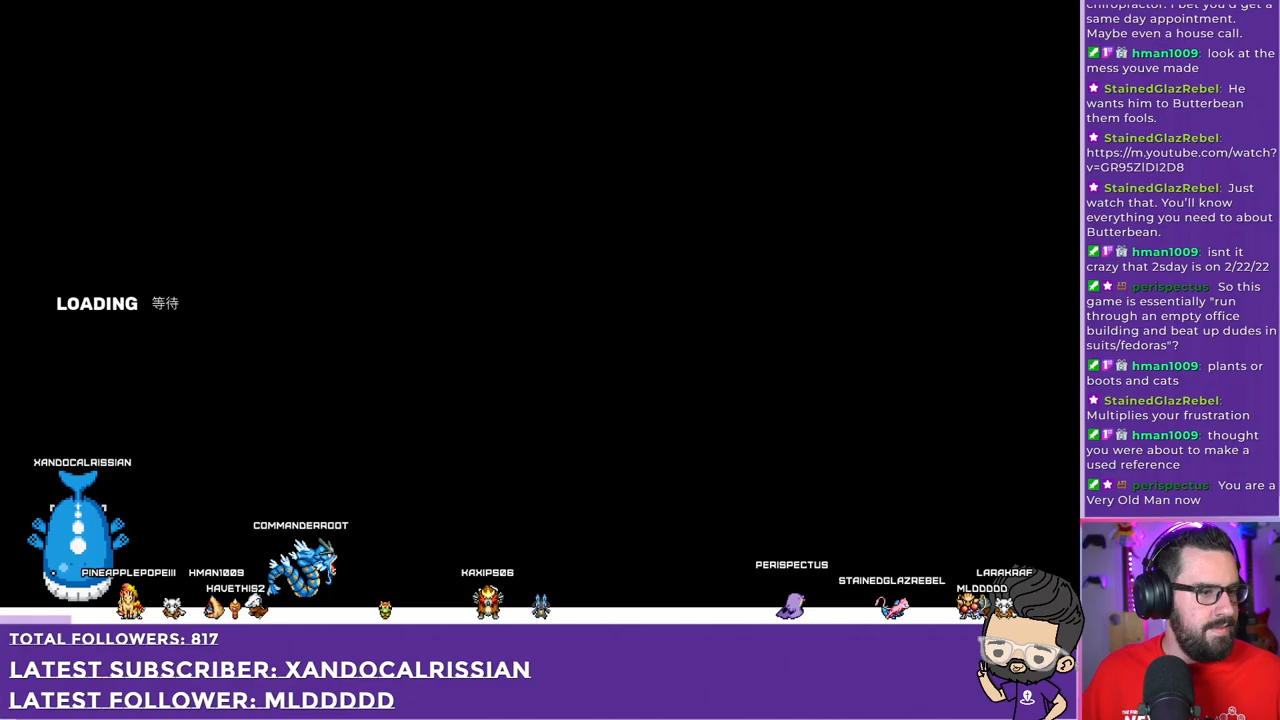 LOADING 等待
XANDOCALRISSIAN
COMMANDERROOT
PINEAPPLEPOPEIII
HMAN1009
KAVETHIS2
KAXIPS06
PERISPECTUS
STAINEDGLAZREBEL
LARAKRAF
MLDDDDD
TOTAL FOLLOWERS: 817
LATEST SUBSCRIBER: XANDOCALRISSIAN
LATEST FOLLOWER: MLDDDDD
chiropractor. I bet you'd get a
same day appointment.
Maybe even a house call.
hman1009: look at the
mess youve made
StainedGlazRebel: He
wants him to Butterbean
them fools.
StainedGlazRebel:
https://m.youtube.com/watch?
v=GR95ZlDI2D8
StainedGlazRebel: Just
watch that. You'll know
everything you need to about
Butterbean.
hman1009: isnt it
crazy that 2sday is on 2/22/22
perispectus: So this
game is essentially "run
through an empty office
building and beat up dudes in
suits/fedoras"?
hman1009: plants or
boots and cats
StainedGlazRebel:
Multiplies your frustration
hman1009: thought
you were about to make a
used reference
perispectus: You are a
Very Old Man now